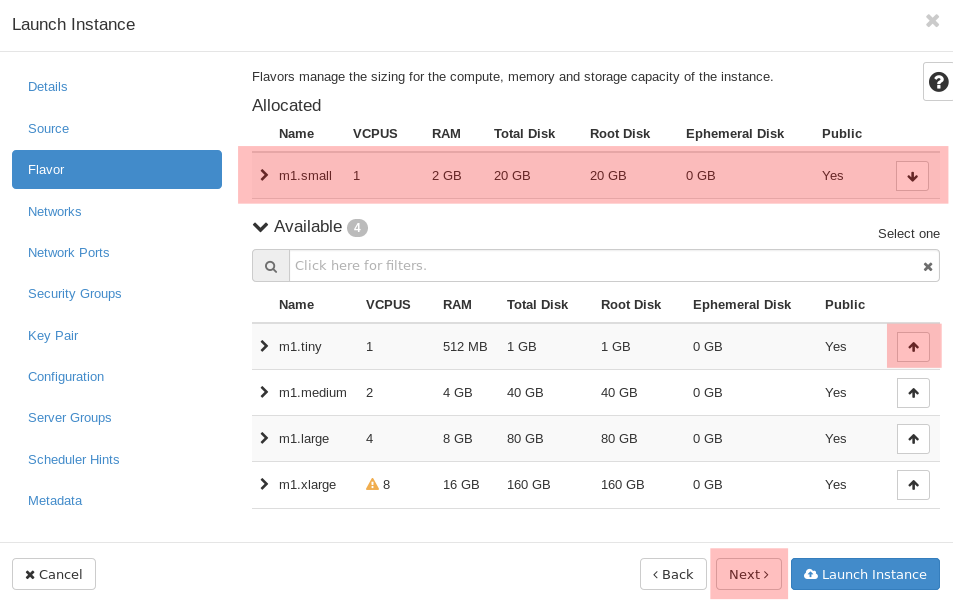 Launch Instance
Details
Source
Flavor
Networks
Network Ports
Security Groups
Key Pair
Configuration
Server Groups
Scheduler Hints
Metadata
Flavors manage the sizing for the compute, memory and storage capacity of the instance.
Allocated
Name VCPUS RAM Total Disk Root Disk Ephemeral Disk Public
m1.small 1 2 GB 20 GB 20 GB 0 GB Yes
Available 4
Select one
Click here for filters.
Name VCPUS RAM Total Disk Root Disk Ephemeral Disk Public
m1.tiny 1 512 MB 1 GB 1 GB 0 GB Yes
m1.medium 2 4 GB 40 GB 40 GB 0 GB Yes
m1.large 4 8 GB 80 GB 80 GB 0 GB Yes
m1.xlarge 8 16 GB 160 GB 160 GB 0 GB Yes
Cancel
‹ Back
Next ›
Launch Instance